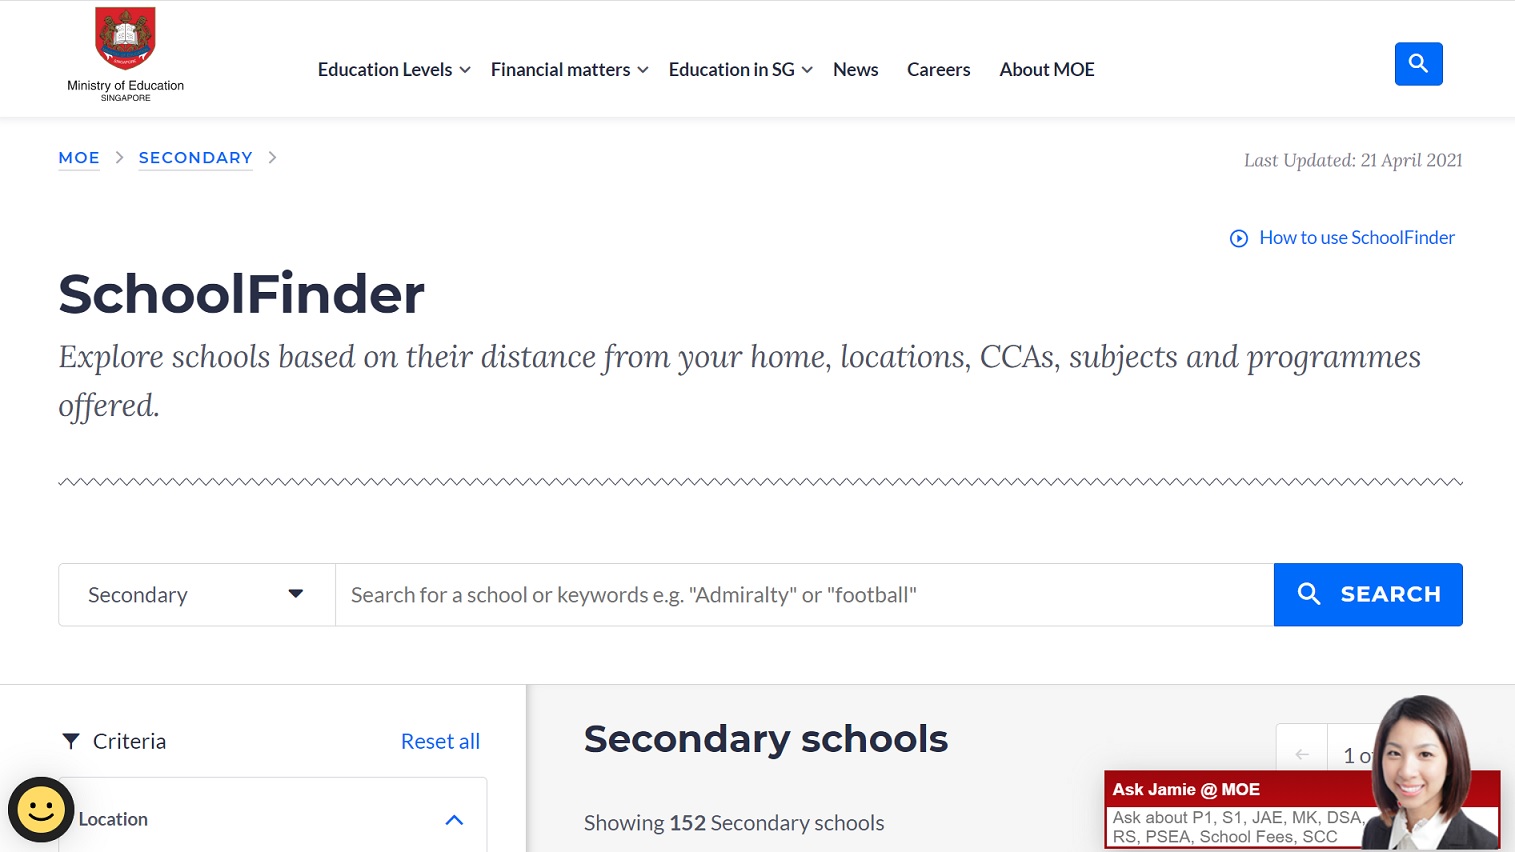 Ministry of Education
SINGAPORE
Education Levels
Financial matters
Education in SG
News
Careers
About MOE
MOE
SECONDARY
Last Updated: 21 April 2021
How to use SchoolFinder
SchoolFinder
Explore schools based on their distance from your home, locations, CCAs, subjects and programmes
offered.
Secondary
Search for a school or keywords e.g. "Admiralty" or "football"
SEARCH
Criteria
Reset all
Location
Secondary schools
1 o
Showing 152 Secondary schools
Ask Jamie @ MOE
Ask about P1, S1, JAE, MK, DSA,
RS, PSEA, School Fees, SCC